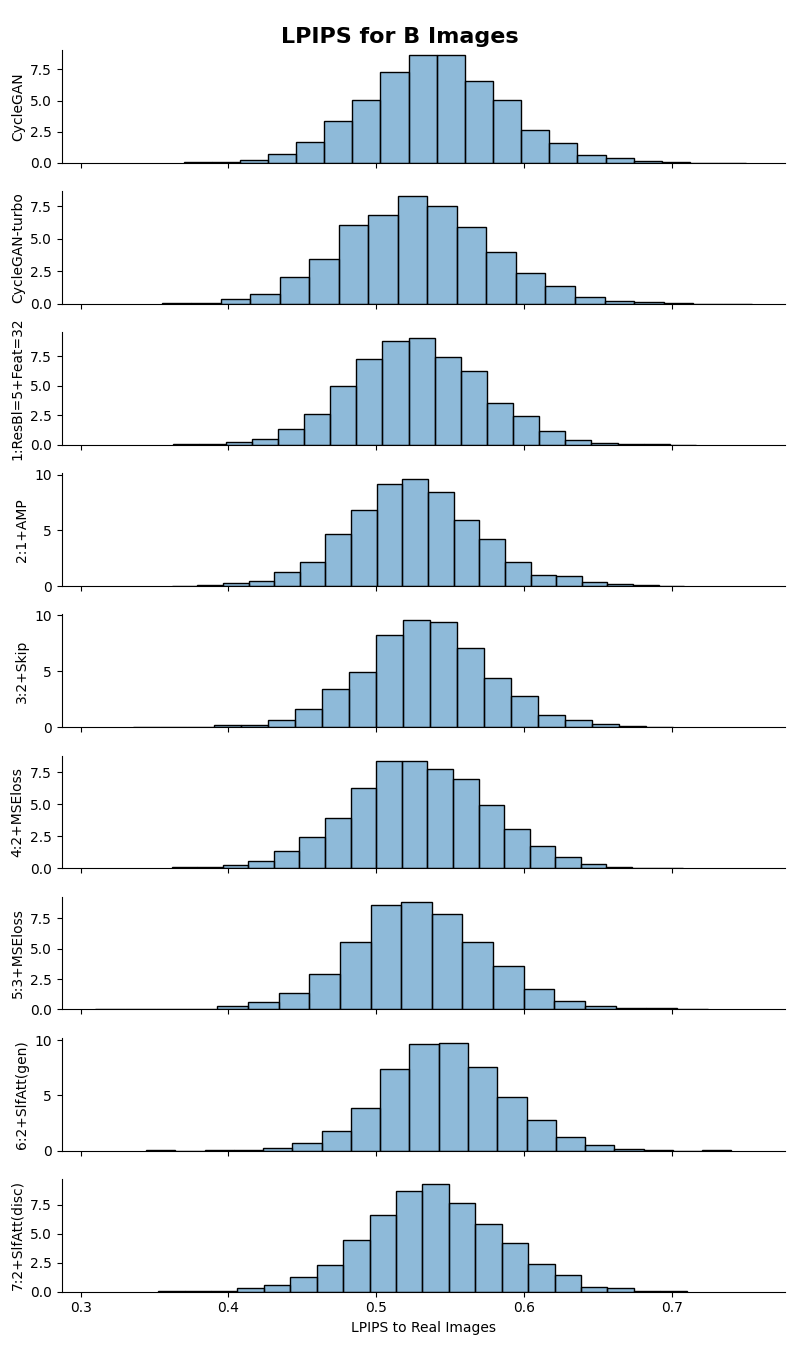 LPIPS for B Images
CycleGAN
7.5
5.0
2.5
0.0
CycleGAN-turbo
7.5
5.0
2.5
0.0
1:ResBl=5+Feat=32
7.5
5.0
2.5
0.0
2:1+AMP
10
5
0
3:2+Skip
10
5
0
4:2+MSEloss
7.5
5.0
2.5
0.0
5:3+MSEloss
7.5
5.0
2.5
0.0
6:2+SlfAtt(gen)
10
5
0
7:2+SlfAtt(disc)
7.5
5.0
2.5
0.0
0.3 0.4 0.5 0.6 0.7
LPIPS to Real Images